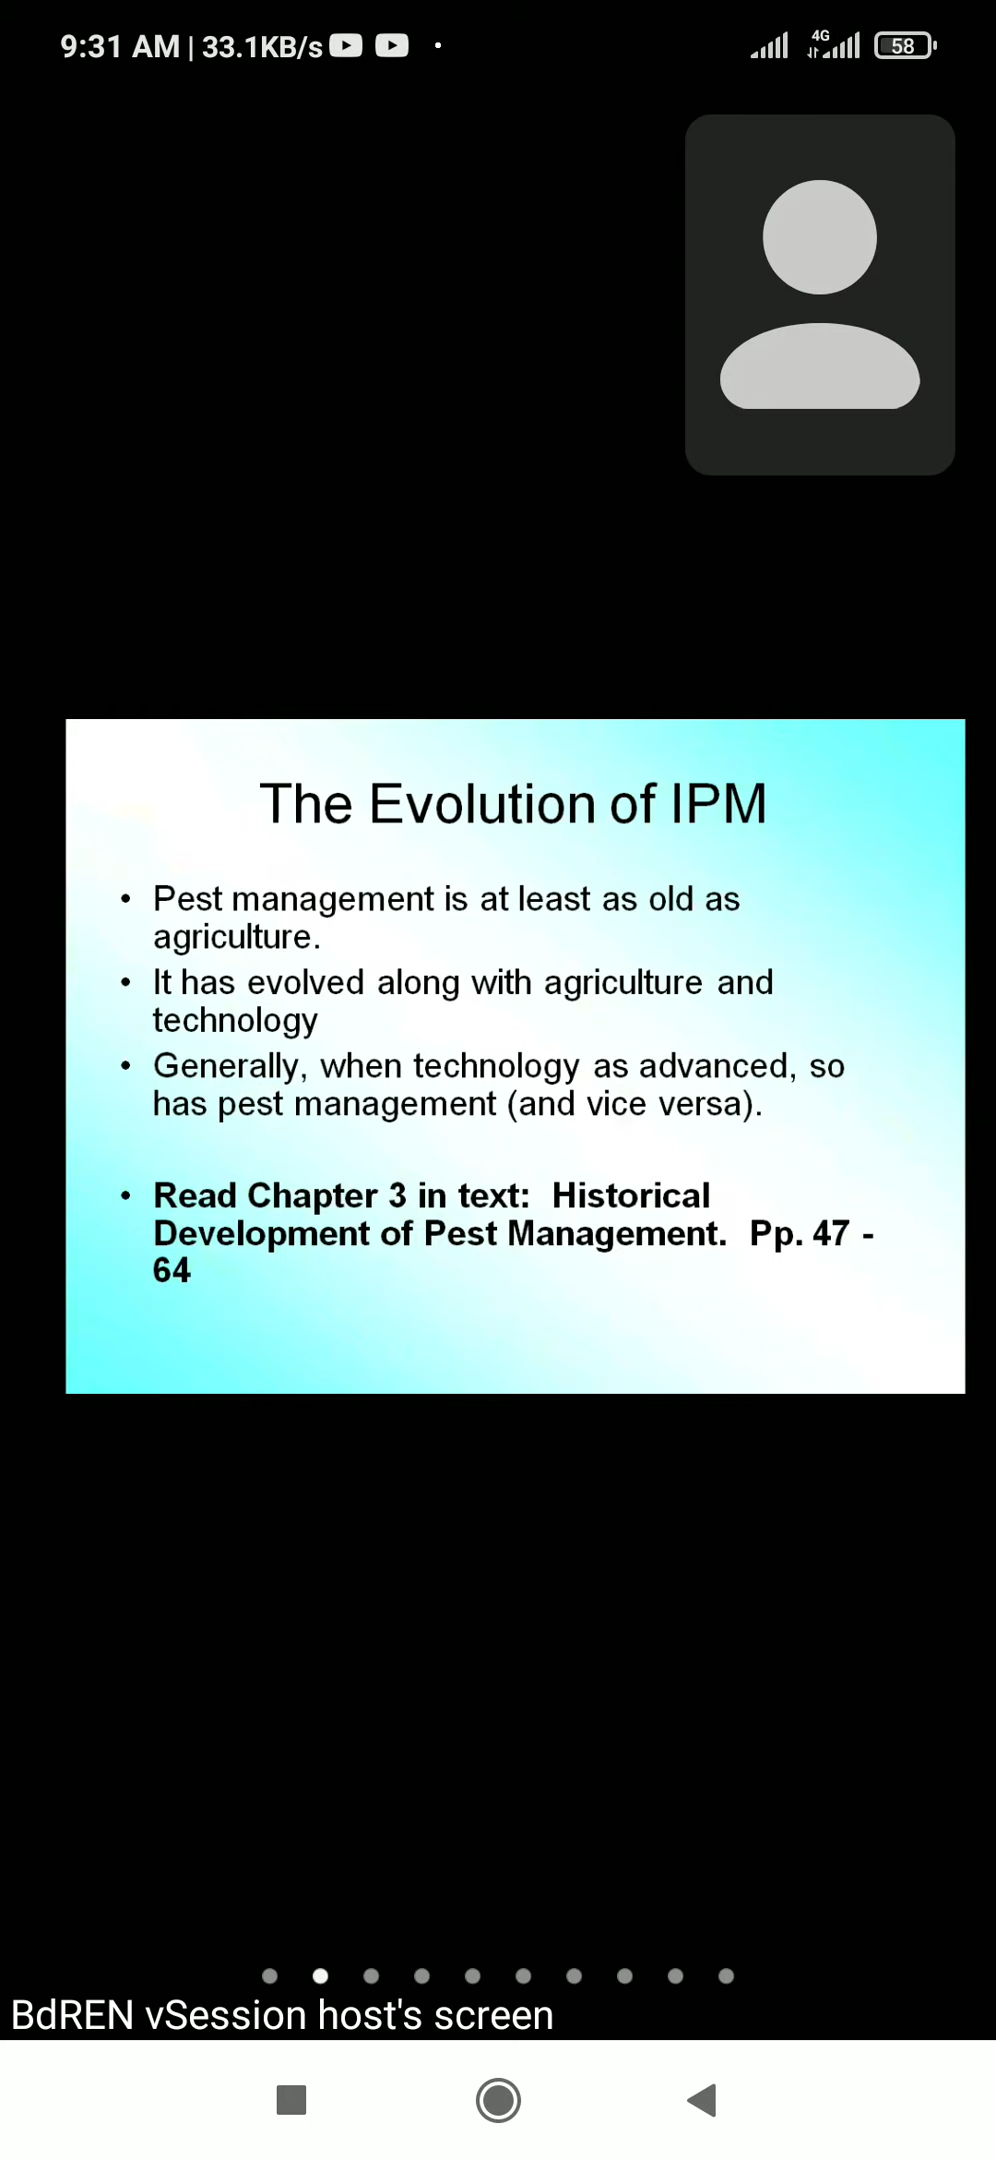 9:31 AM | 33.1KB/s
4G
58
The Evolution of IPM
• Pest management is at least as old as
agriculture.
• It has evolved along with agriculture and
technology
• Generally, when technology as advanced, so
has pest management (and vice versa).
• Read Chapter 3 in text:  Historical
Development of Pest Management.  Pp. 47 -
64
BdREN vSession host's screen